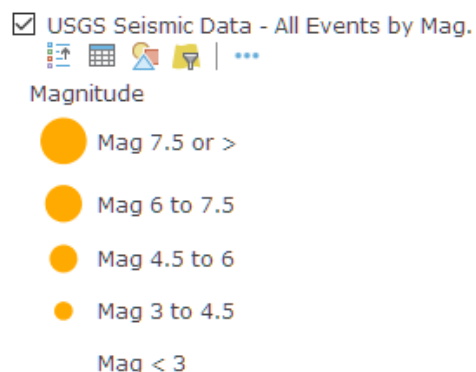 USGS Seismic Data - All Events by Mag.
Magnitude
Mag 7.5 or >
Mag 6 to 7.5
Mag 4.5 to 6
Mag 3 to 4.5
Mag < 3